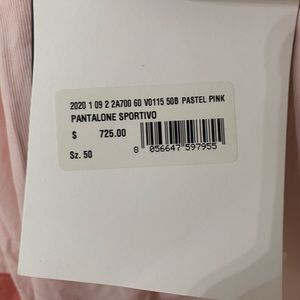 2020 1 09 2 2A700 60 V0115 50B PASTEL PINK
PANTALONE SPORTIVO
$ 725.00
Sz. 50
8 056647 597955